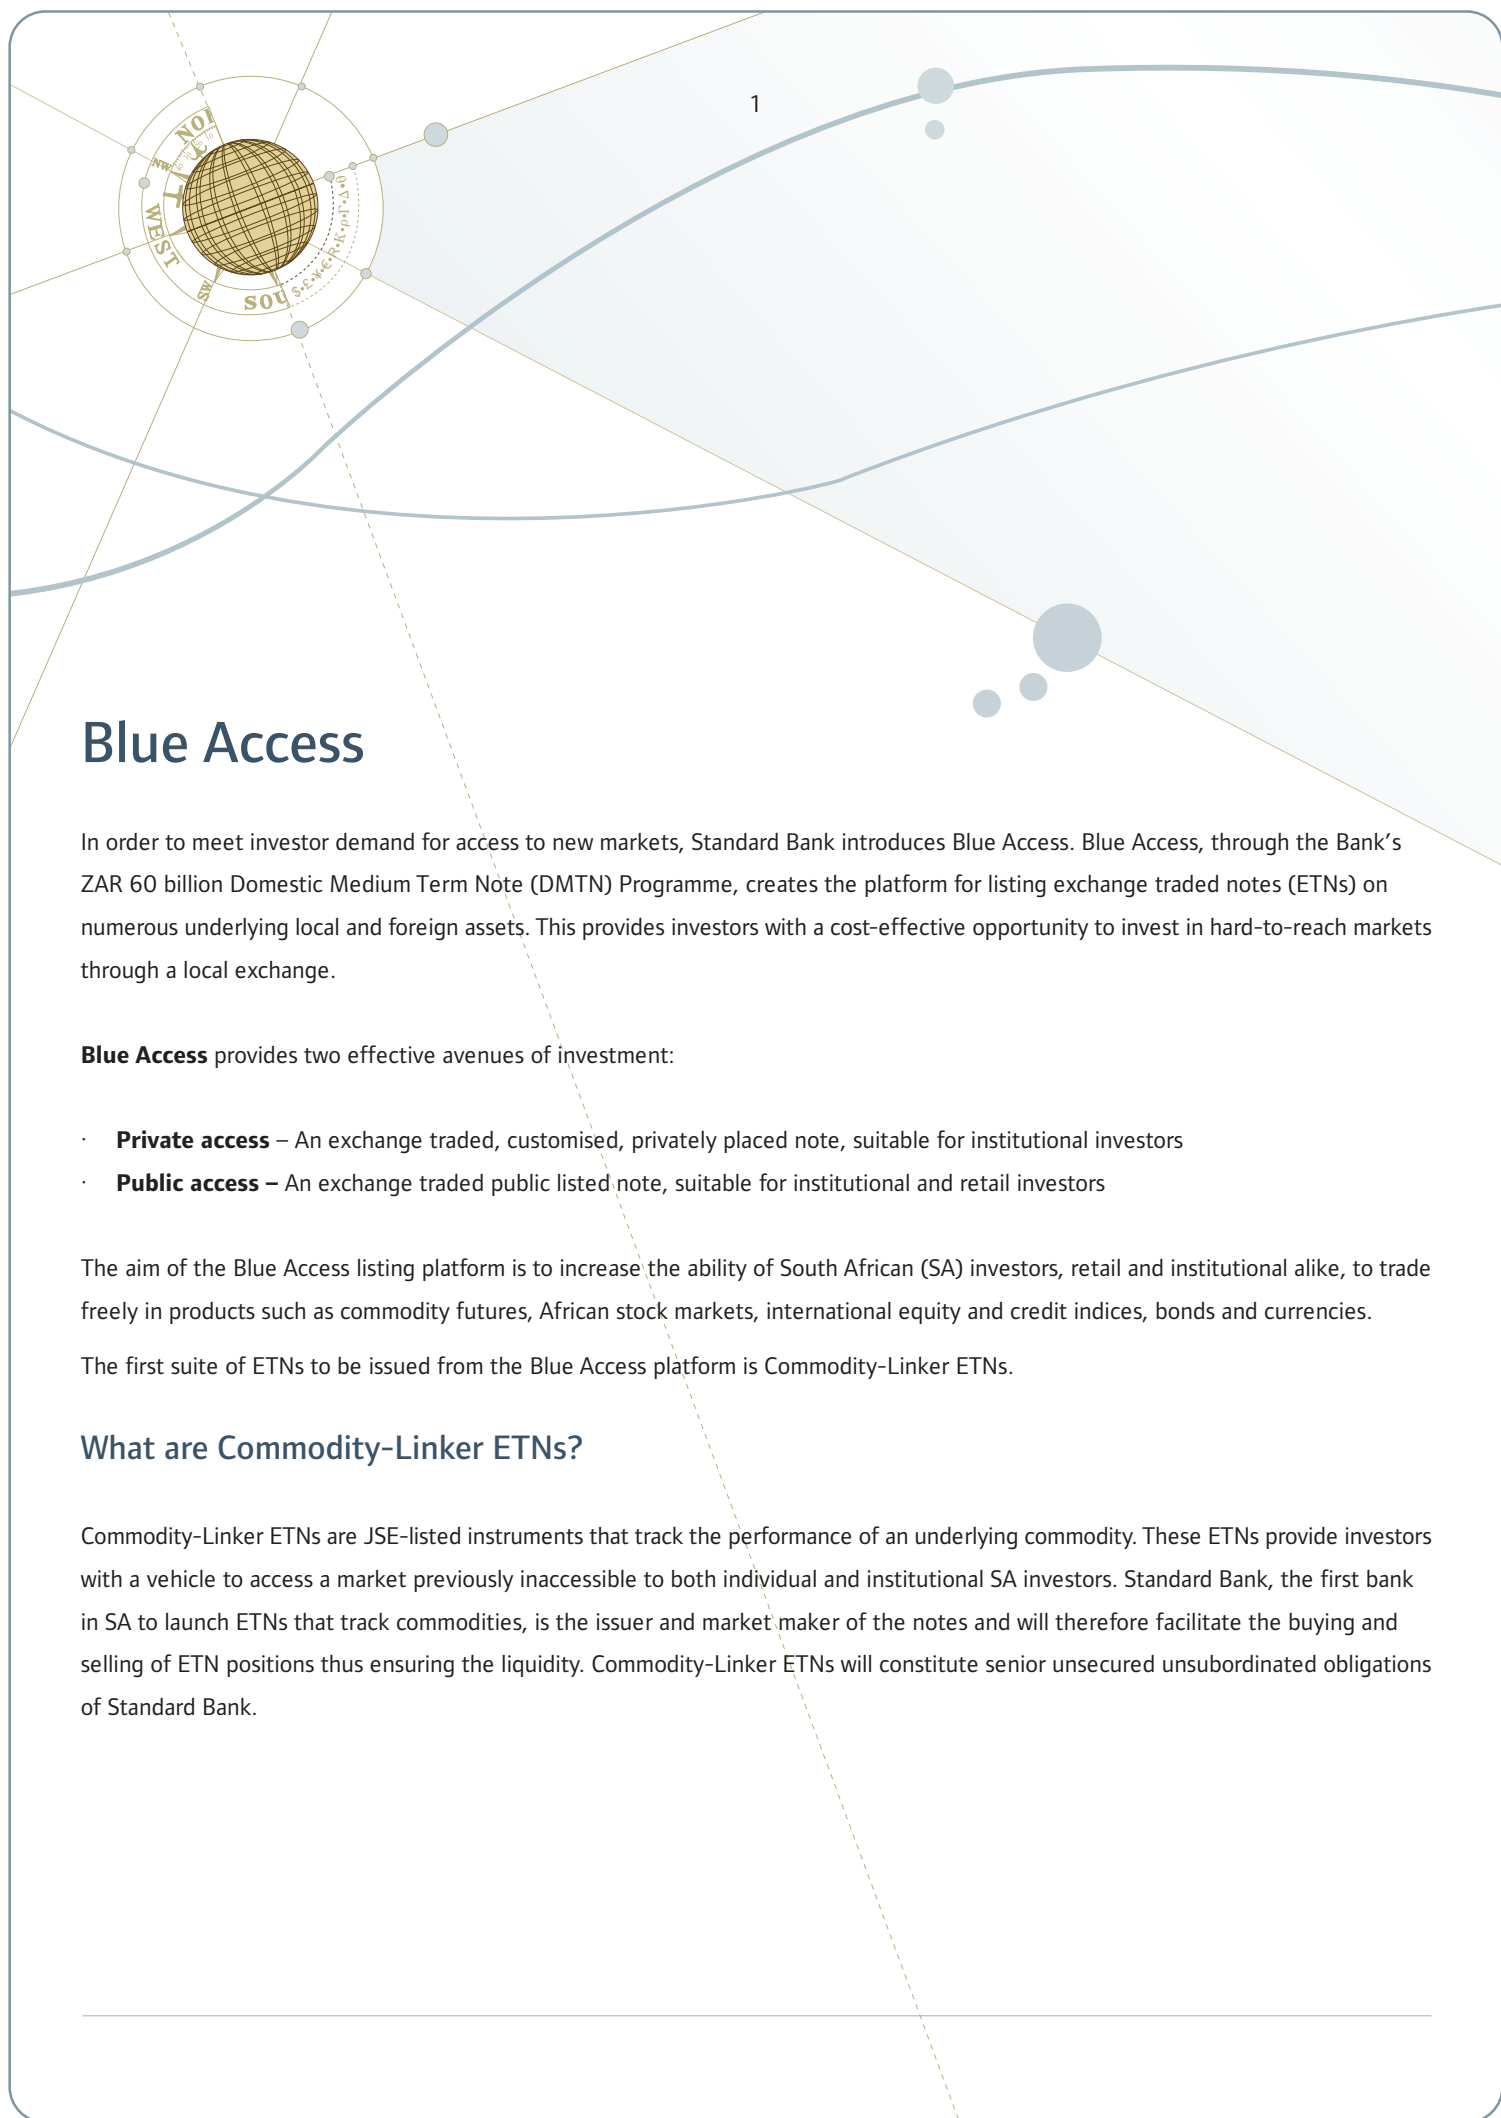 1
NW
WEST
SW
$•£•¥•€•R•K•ρ•Γ•Δ•θ
Blue Access
In order to meet investor demand for access to new markets, Standard Bank introduces Blue Access. Blue Access, through the Bank’s
ZAR 60 billion Domestic Medium Term Note (DMTN) Programme, creates the platform for listing exchange traded notes (ETNs) on
numerous underlying local and foreign assets. This provides investors with a cost-effective opportunity to invest in hard-to-reach markets
through a local exchange.
Blue Access provides two effective avenues of investment:
· Private access – An exchange traded, customised, privately placed note, suitable for institutional investors
· Public access – An exchange traded public listed note, suitable for institutional and retail investors
The aim of the Blue Access listing platform is to increase the ability of South African (SA) investors, retail and institutional alike, to trade
freely in products such as commodity futures, African stock markets, international equity and credit indices, bonds and currencies.
The first suite of ETNs to be issued from the Blue Access platform is Commodity-Linker ETNs.
What are Commodity-Linker ETNs?
Commodity-Linker ETNs are JSE-listed instruments that track the performance of an underlying commodity. These ETNs provide investors
with a vehicle to access a market previously inaccessible to both individual and institutional SA investors. Standard Bank, the first bank
in SA to launch ETNs that track commodities, is the issuer and market maker of the notes and will therefore facilitate the buying and
selling of ETN positions thus ensuring the liquidity. Commodity-Linker ETNs will constitute senior unsecured unsubordinated obligations
of Standard Bank.